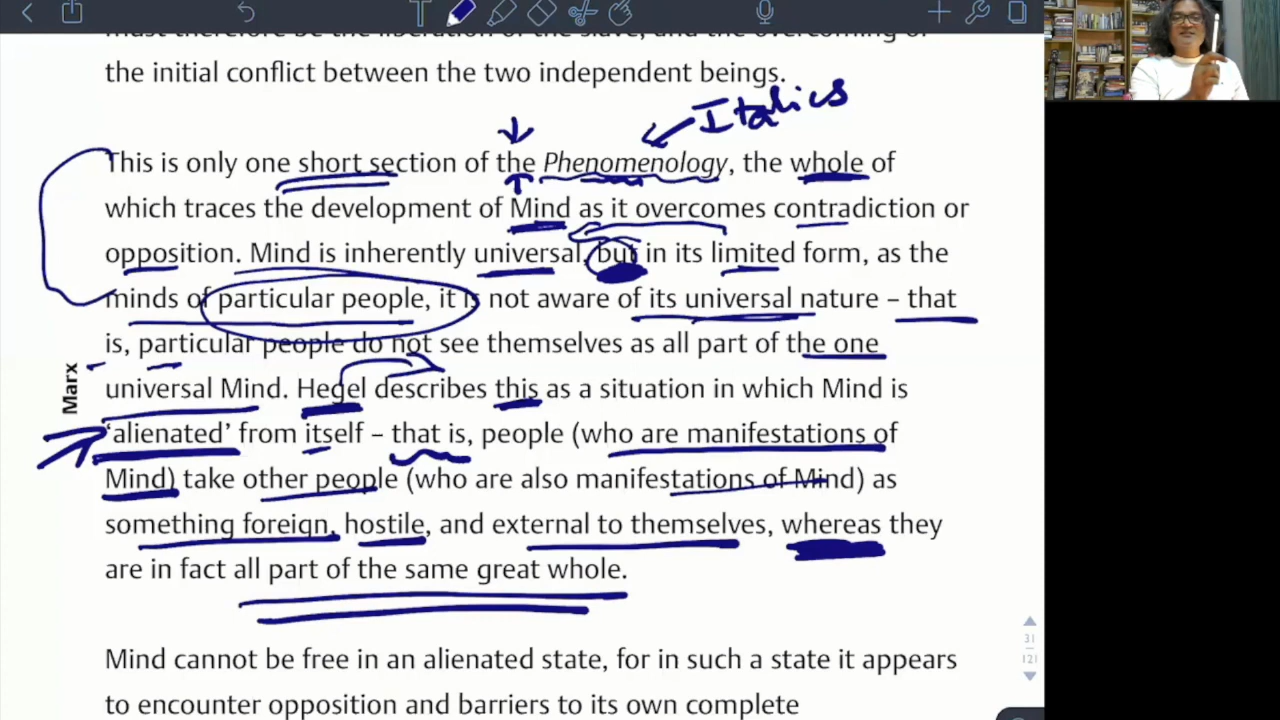 the initial conflict between the two independent beings.
Italics
This is only one short section of the Phenomenology, the whole of
which traces the development of Mind as it overcomes contradiction or
opposition. Mind is inherently universal, but in its limited form, as the
minds of particular people, it is not aware of its universal nature – that
is, particular people do not see themselves as all part of the one
universal Mind. Hegel describes this as a situation in which Mind is
‘alienated’ from itself – that is, people (who are manifestations of
Mind) take other people (who are also manifestations of Mind) as
something foreign, hostile, and external to themselves, whereas they
are in fact all part of the same great whole.
Mind cannot be free in an alienated state, for in such a state it appears
to encounter opposition and barriers to its own complete
Marx
31
121